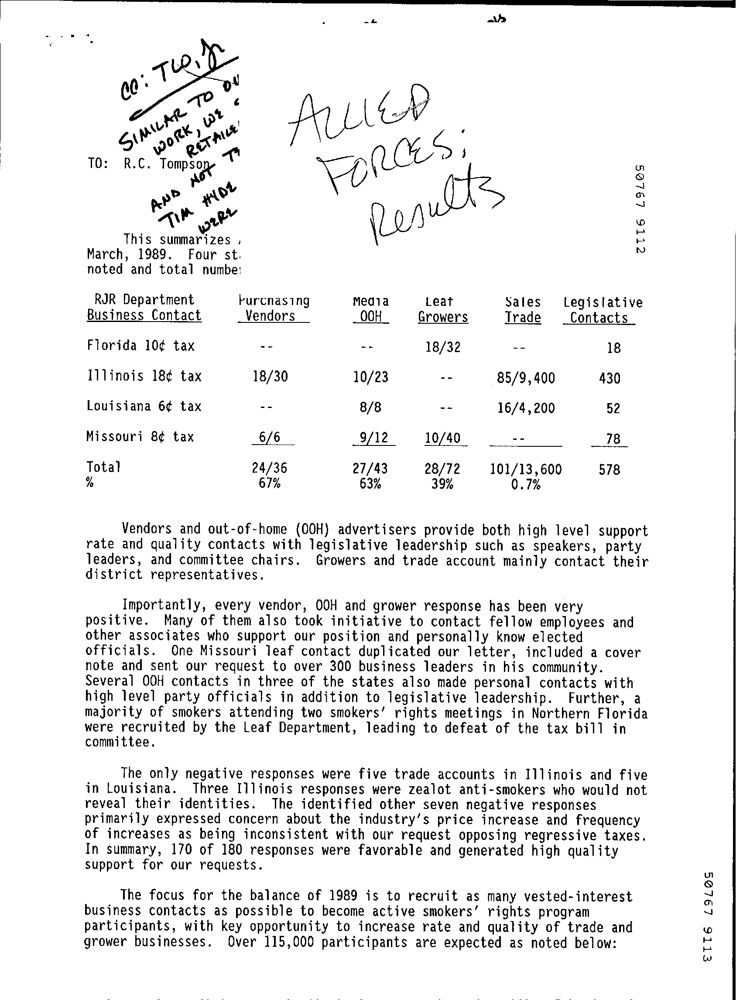 CC: TWO, Jr
SIMILAR TO
WORK, WE
AND NOT
TIM HYDE
WERE
ALLIED
FORCES:
Results
TO: R.C. Tompson
50767 9112
This summarizes
March, 1989. Four st
noted and total number
RJR Department Purchasing Media Leaf Sales Legislative
Business Contact Vendors OOH Growers Trade Contacts
Florida 10¢ tax -- -- 18/32 -- 18
Illinois 18¢ tax 18/30 10/23 -- 85/9,400 430
Louisiana 6¢ tax -- 8/8 -- 16/4,200 52
Missouri 8¢ tax 6/6 9/12 10/40 -- 78
Total 24/36 27/43 28/72 101/13,600 578
% 67% 63% 39% 0.7%
Vendors and out-of-home (OOH) advertisers provide both high level support
rate and quality contacts with legislative leadership such as speakers, party
leaders, and committee chairs. Growers and trade account mainly contact their
district representatives.
Importantly, every vendor, OOH and grower response has been very
positive. Many of them also took initiative to contact fellow employees and
other associates who support our position and personally know elected
officials. One Missouri leaf contact duplicated our letter, included a cover
note and sent our request to over 300 business leaders in his community.
Several OOH contacts in three of the states also made personal contacts with
high level party officials in addition to legislative leadership. Further, a
majority of smokers attending two smokers' rights meetings in Northern Florida
were recruited by the Leaf Department, leading to defeat of the tax bill in
committee.
The only negative responses were five trade accounts in Illinois and five
in Louisiana. Three Illinois responses were zealot anti-smokers who would not
reveal their identities. The identified other seven negative responses
primarily expressed concern about the industry's price increase and frequency
of increases as being inconsistent with our request opposing regressive taxes.
In summary, 170 of 180 responses were favorable and generated high quality
support for our requests.
The focus for the balance of 1989 is to recruit as many vested-interest
business contacts as possible to become active smokers' rights program
participants, with key opportunity to increase rate and quality of trade and
grower businesses. Over 115,000 participants are expected as noted below:
50767 9113